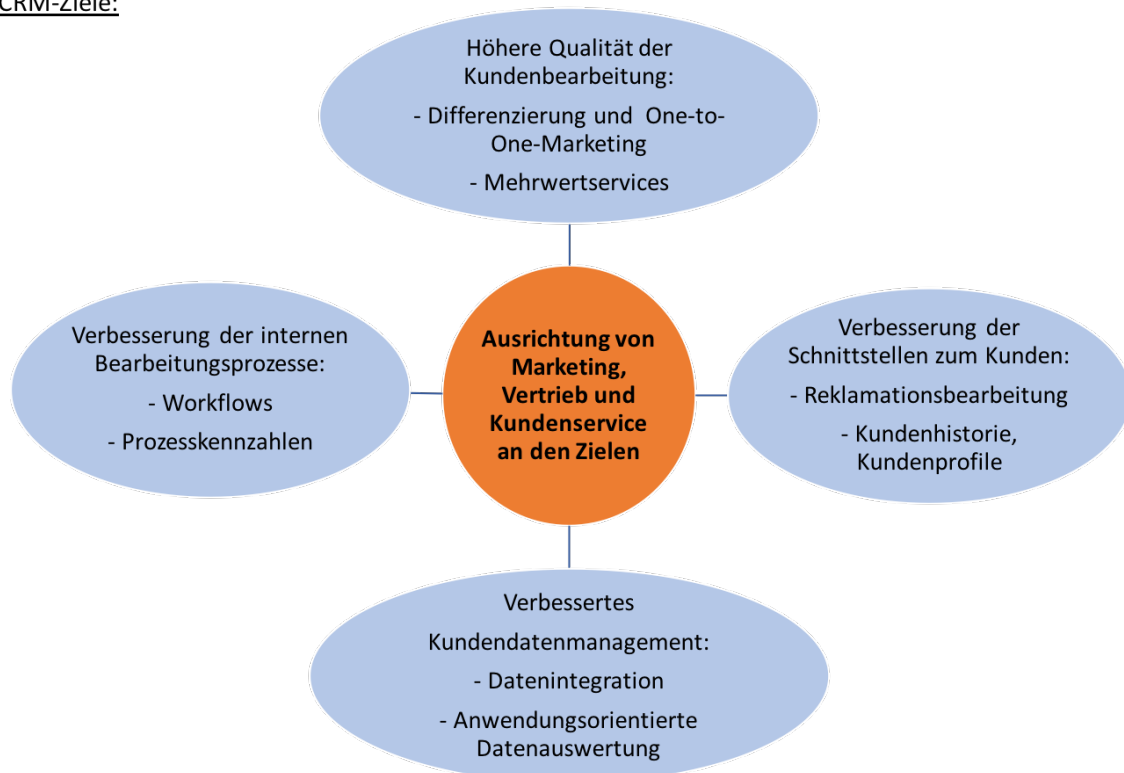 CRM-Ziele:
Höhere Qualität der
Kundenbearbeitung:
- Differenzierung und One-to-
One-Marketing
- Mehrwertservices
Verbesserung der internen
Bearbeitungsprozesse:
- Workflows
- Prozesskennzahlen
Ausrichtung von
Marketing,
Vertrieb und
Kundenservice
an den Zielen
Verbesserung der
Schnittstellen zum Kunden:
- Reklamationsbearbeitung
- Kundenhistorie,
Kundenprofile
Verbessertes
Kundendatenmanagement:
- Datenintegration
- Anwendungsorientierte
Datenauswertung